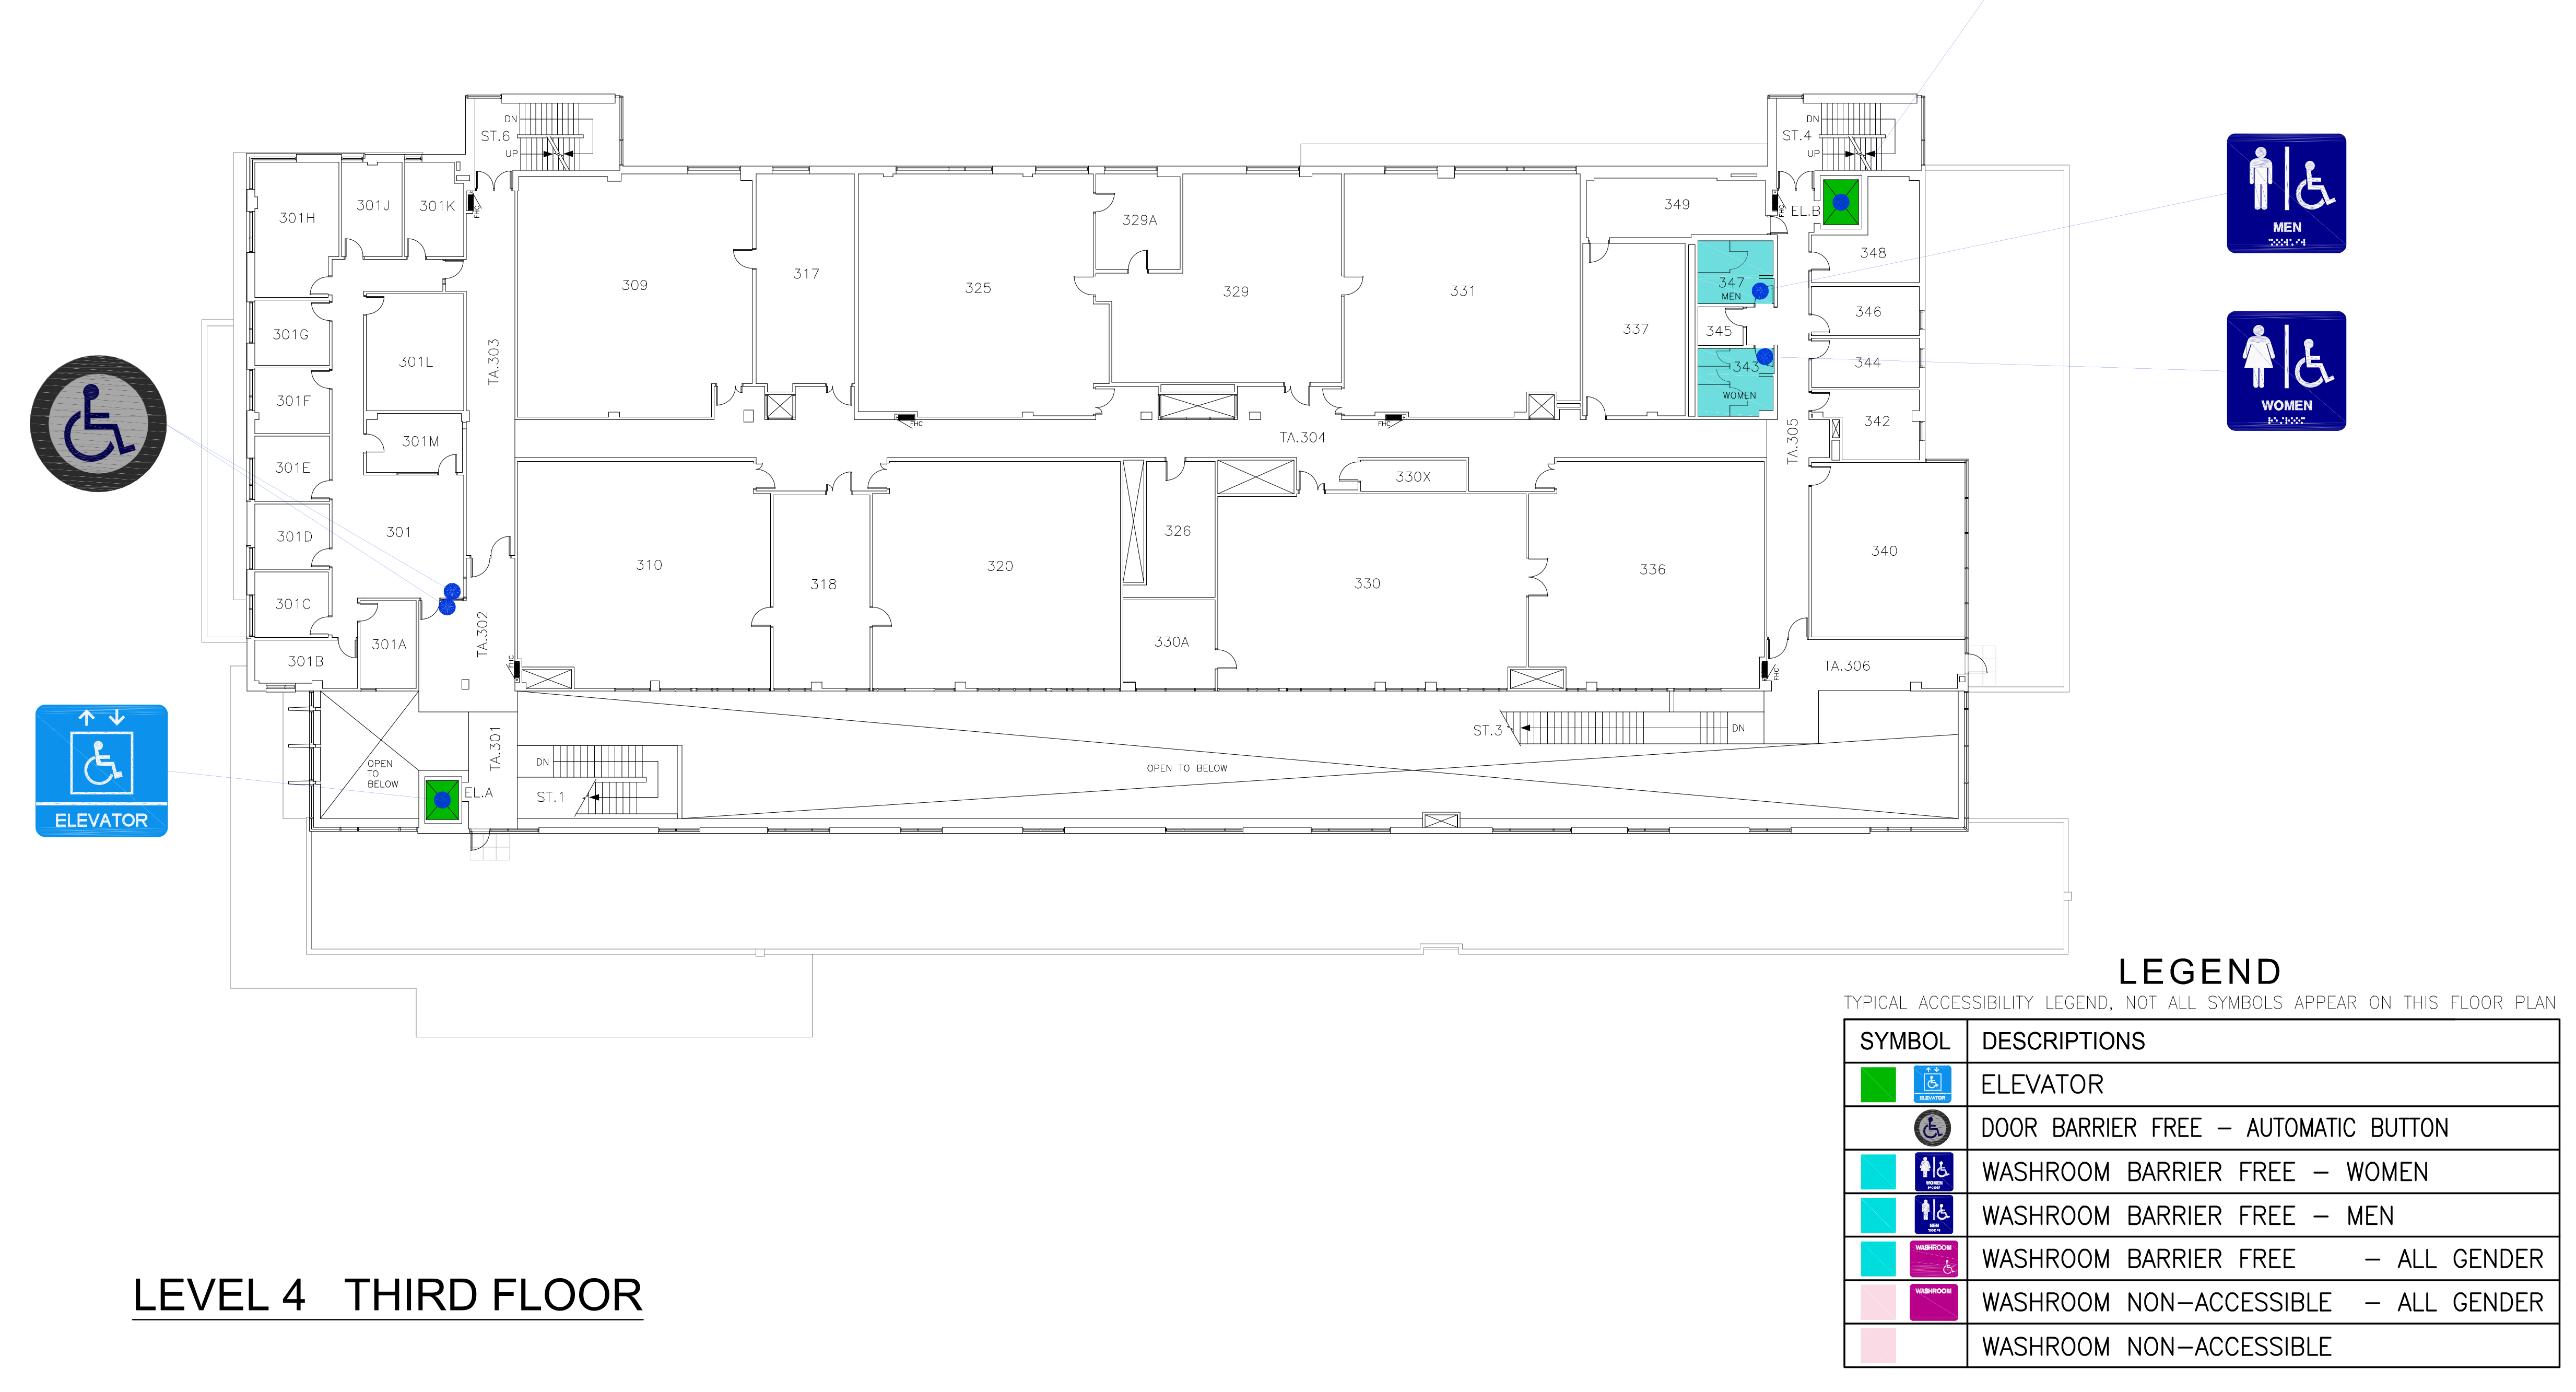 DN
ST.6
UP
DN
ST.4
UP
301H
301J
301K
FHC
349
FHC
EL.B
329A
309
317
325
329
331
348
347
MEN
MEN
301G
301L
TA.303
337
345
346
343
WOMEN
344
WOMEN
301F
301M
FHC
FHC
TA.304
TA.305
342
301E
330X
301D
301
310
318
320
326
330
336
340
301C
301A
TA.302
330A
301B
FHC
FHC
TA.306
ST.3
DN
TA.301
OPEN
TO
BELOW
DN
OPEN TO BELOW
EL.A
ST.1
ELEVATOR
LEGEND
TYPICAL ACCESSIBILITY LEGEND, NOT ALL SYMBOLS APPEAR ON THIS FLOOR PLAN
SYMBOL DESCRIPTIONS
ELEVATOR ELEVATOR
DOOR BARRIER FREE - AUTOMATIC BUTTON
WOMEN WASHROOM BARRIER FREE - WOMEN
MEN WASHROOM BARRIER FREE - MEN
WASHROOM WASHROOM BARRIER FREE - ALL GENDER
WASHROOM WASHROOM NON-ACCESSIBLE - ALL GENDER
WASHROOM NON-ACCESSIBLE
LEVEL 4 THIRD FLOOR